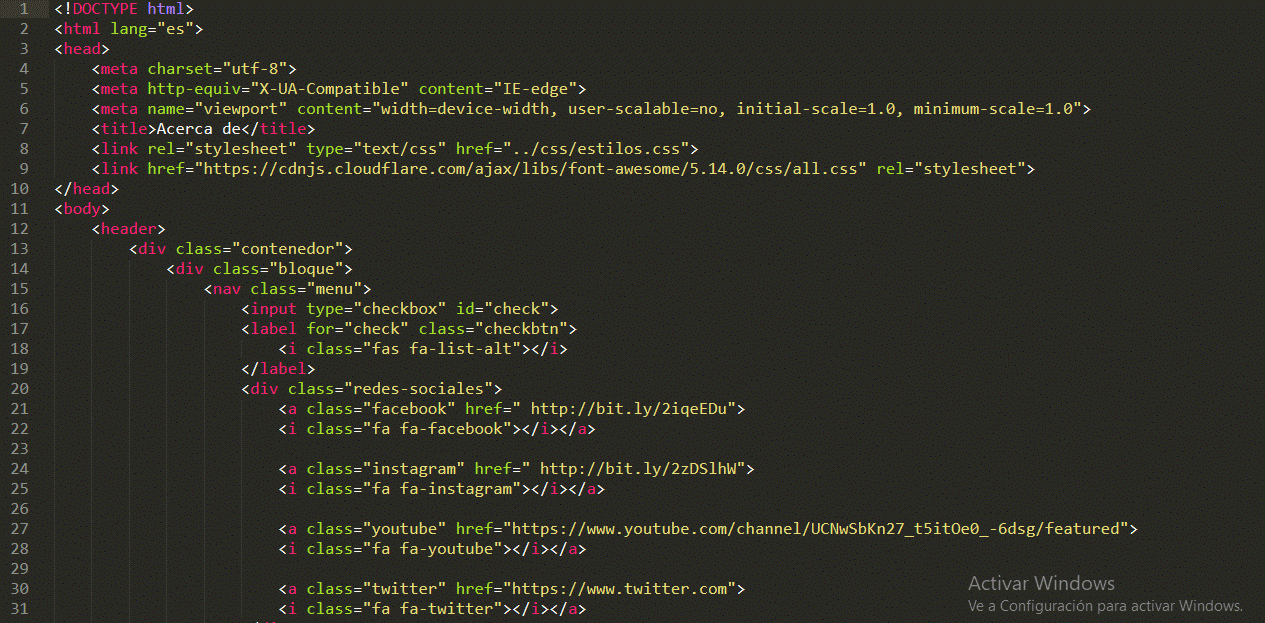 1 <!DOCTYPE html>
2 <html lang="es">
3 <head>
4 <meta charset="utf-8">
5 <meta http-equiv="X-UA-Compatible" content="IE-edge">
6 <meta name="viewport" content="width=device-width, user-scalable=no, initial-scale=1.0, minimum-scale=1.0">
7 <title>Acerca de</title>
8 <link rel="stylesheet" type="text/css" href="../css/estilos.css">
9 <link href="https://cdnjs.cloudflare.com/ajax/libs/font-awesome/5.14.0/css/all.css" rel="stylesheet">
10 </head>
11 <body>
12 <header>
13 <div class="contenedor">
14 <div class="bloque">
15 <nav class="menu">
16 <input type="checkbox" id="check">
17 <label for="check" class="checkbtn">
18 <i class="fas fa-list-alt"></i>
19 </label>
20 <div class="redes-sociales">
21 <a class="facebook" href=" http://bit.ly/2iqeEDu">
22 <i class="fa fa-facebook"></i></a>
23
24 <a class="instagram" href=" http://bit.ly/2zDSlhW">
25 <i class="fa fa-instagram"></i></a>
26
27 <a class="youtube" href="https://www.youtube.com/channel/UCNwSbKn27_t5itOe0_-6dsg/featured">
28 <i class="fa fa-youtube"></i></a>
29
30 <a class="twitter" href="https://www.twitter.com">
31 <i class="fa fa-twitter"></i></a>
Activar Windows
Ve a Configuración para activar Windows.